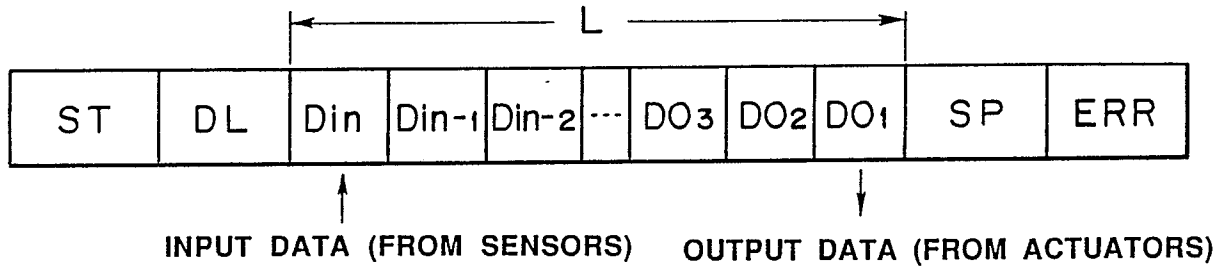 L
ST DL Din Din-1 Din-2 ... DO3 DO2 DO1 SP ERR
INPUT DATA (FROM SENSORS) OUTPUT DATA (FROM ACTUATORS)